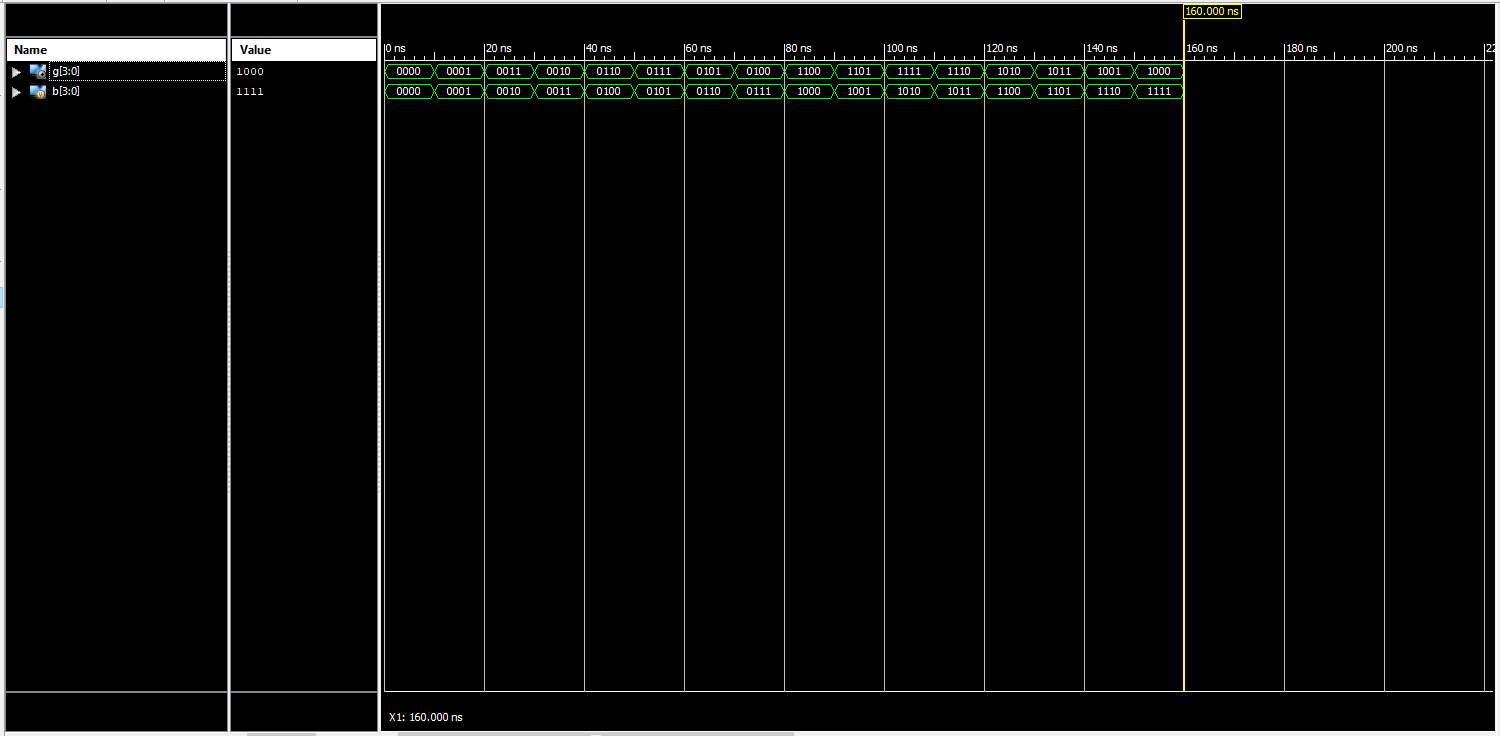 160.000 ns
Name Value
0 ns 20 ns 40 ns 60 ns 80 ns 100 ns 120 ns 140 ns 160 ns 180 ns 200 ns
g[3:0] 1000 0000 0001 0011 0010 0110 0111 0101 0100 1100 1101 1111 1110 1010 1011 1001 1000
b[3:0] 1111 0000 0001 0010 0011 0100 0101 0110 0111 1000 1001 1010 1011 1100 1101 1110 1111
X1: 160.000 ns